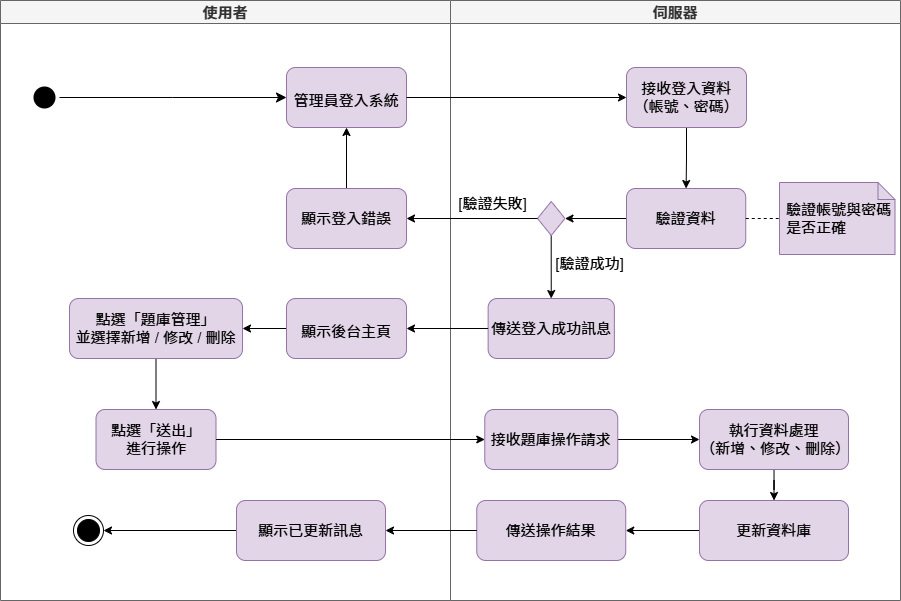 使用者
伺服器
管理員登入系統
接收登入資料
（帳號、密碼）
顯示登入錯誤
[驗證失敗]
驗證資料
驗證帳號與密碼
是否正確
[驗證成功]
點選「題庫管理」
並選擇新增 / 修改 / 刪除
顯示後台主頁
傳送登入成功訊息
點選「送出」
進行操作
接收題庫操作請求
執行資料處理
（新增、修改、刪除）
顯示已更新訊息
傳送操作結果
更新資料庫